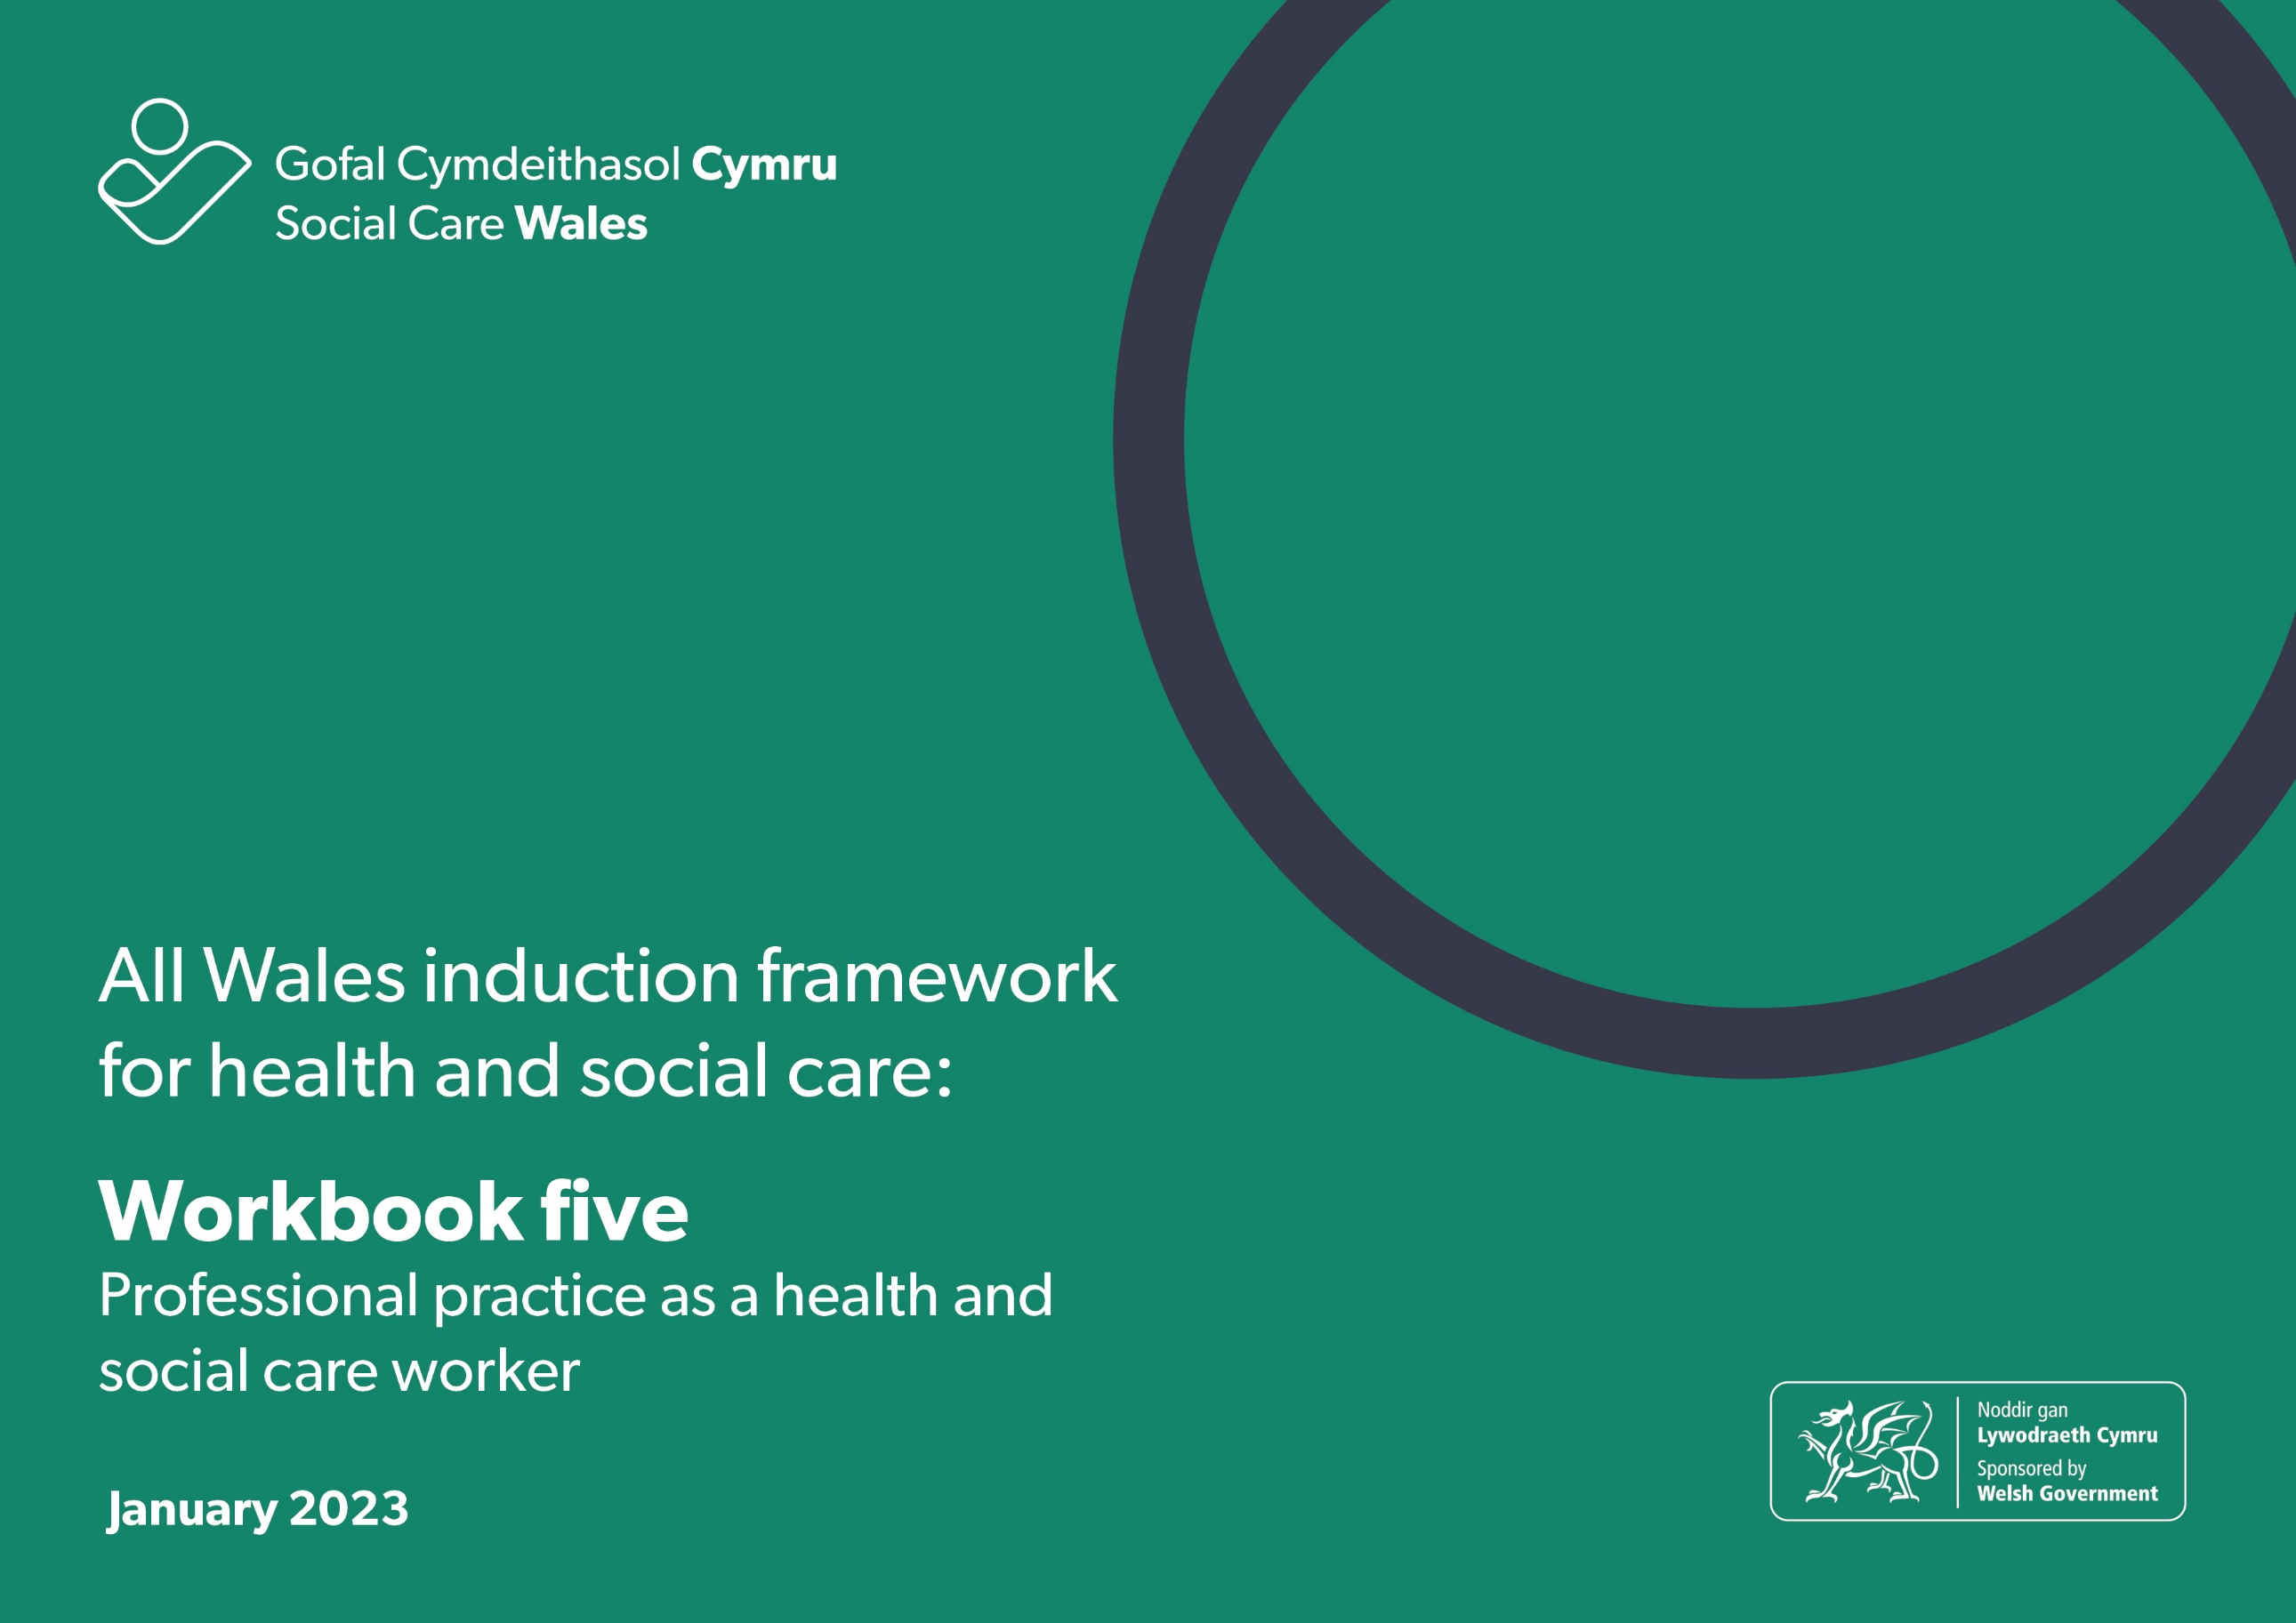 Gofal Cymdeithasol Cymru
Social Care Wales
All Wales induction framework
for health and social care:
Workbook five
Professional practice as a health and
social care worker
January 2023
Noddir gan
Lywodraeth Cymru
Sponsored by
Welsh Government